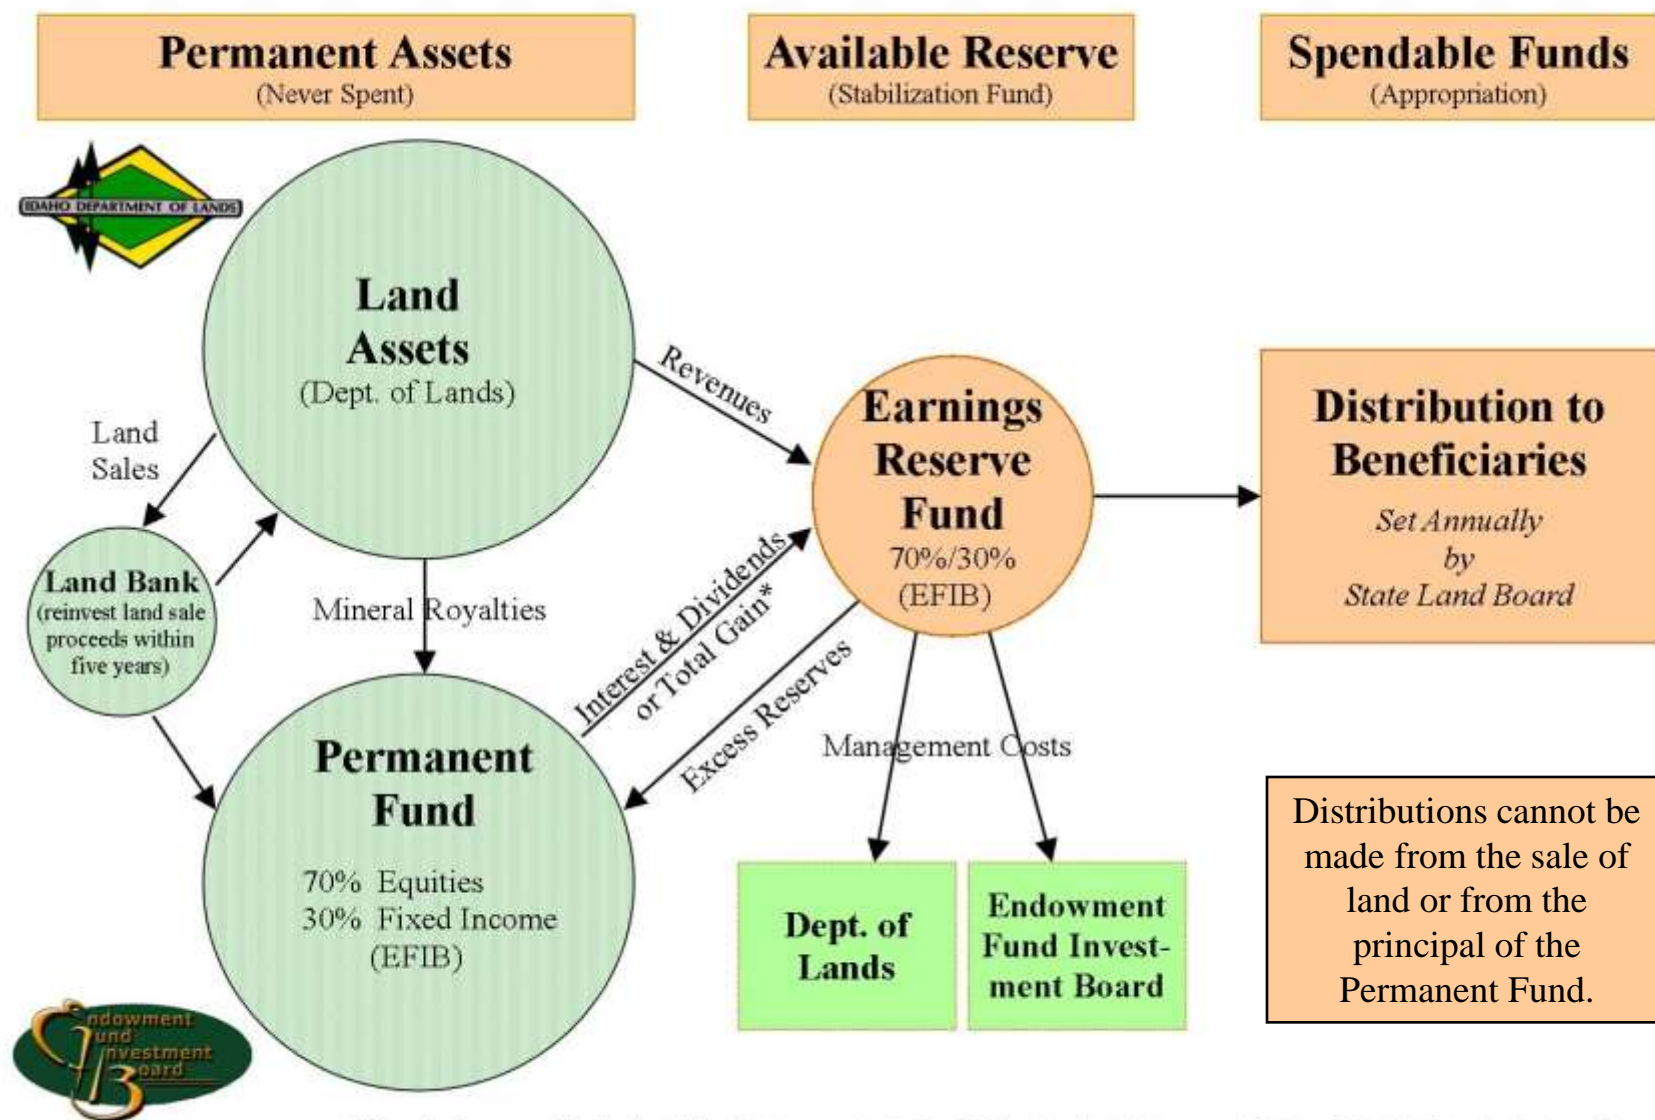 Permanent Assets
(Never Spent)
Available Reserve
(Stabilization Fund)
Spendable Funds
(Appropriation)
IDAHO DEPARTMENT OF LANDS
Land
Assets
(Dept. of Lands)
Revenues
Land
Sales
Land Bank
(reinvest land sale
proceeds within
five years)
Mineral Royalties
Interest & Dividends
or Total Gain*
Excess Reserves
Earnings
Reserve
Fund
70%/30%
(EFIB)
Distribution to
Beneficiaries
Set Annually
by
State Land Board
Permanent
Fund
70% Equities
30% Fixed Income
(EFIB)
Management Costs
Dept. of
Lands
Endowment
Fund Invest-
ment Board
Distributions cannot be
made from the sale of
land or from the
principal of the
Permanent Fund.
Endowment
Fund
Investment
Board